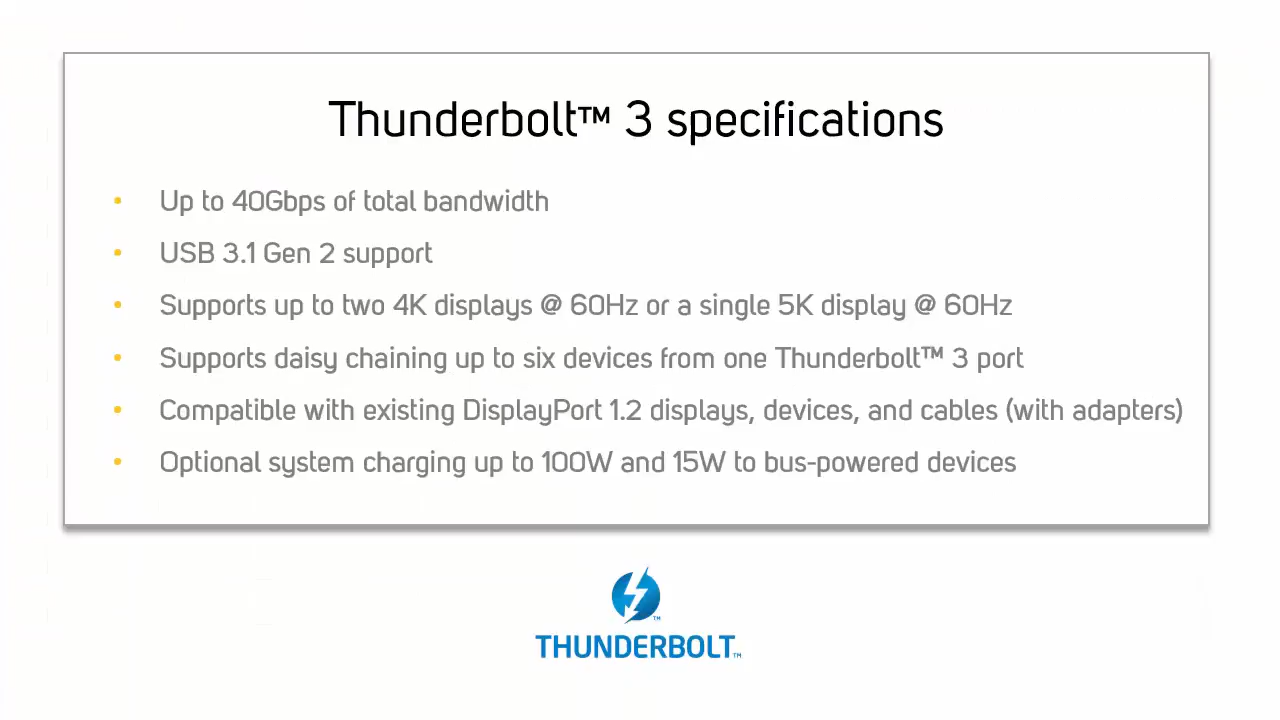 Thunderbolt™ 3 specifications
• Up to 40Gbps of total bandwidth
• USB 3.1 Gen 2 support
• Supports up to two 4K displays @ 60Hz or a single 5K display @ 60Hz
• Supports daisy chaining up to six devices from one Thunderbolt™ 3 port
• Compatible with existing DisplayPort 1.2 displays, devices, and cables (with adapters)
• Optional system charging up to 100W and 15W to bus-powered devices
™
THUNDERBOLT™